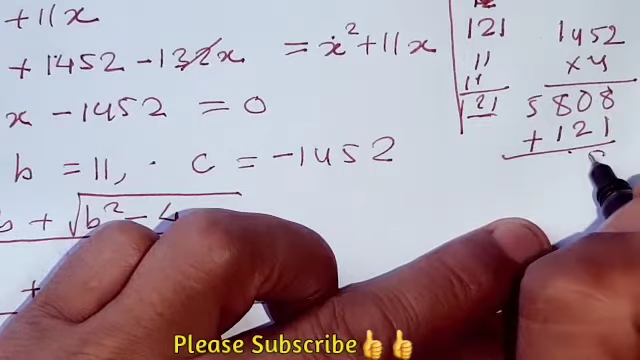 +11x
+1452 -132x = x²+11x
x -1452 = 0
b = 11, . c = -1452
b + √b² - 4
+
121
11
11
121
1452
×4
5808
+121
Please Subscribe👍👍